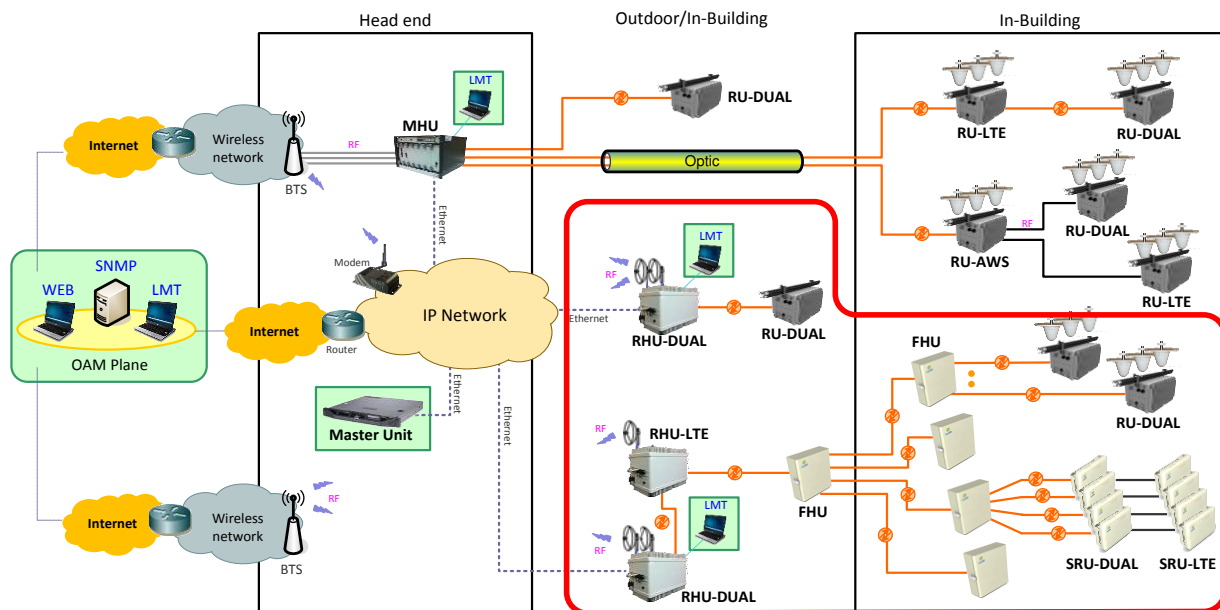 Head end
Outdoor/In-Building
In-Building
LMT
MHU
RU-DUAL
RU-LTE
RU-DUAL
Internet
Wireless
network
RF
BTS
Optic
Ethernet
RF
RU-DUAL
RU-AWS
RU-LTE
SNMP
WEB
LMT
OAM Plane
Modem
Internet
Router
IP Network
Ethernet
RF
LMT
RHU-DUAL
RU-DUAL
FHU
RU-DUAL
Ethernet
Master Unit
Ethernet
RHU-LTE
RF
FHU
LMT
RF
RHU-DUAL
SRU-DUAL
SRU-LTE
Internet
Wireless
network
RF
BTS